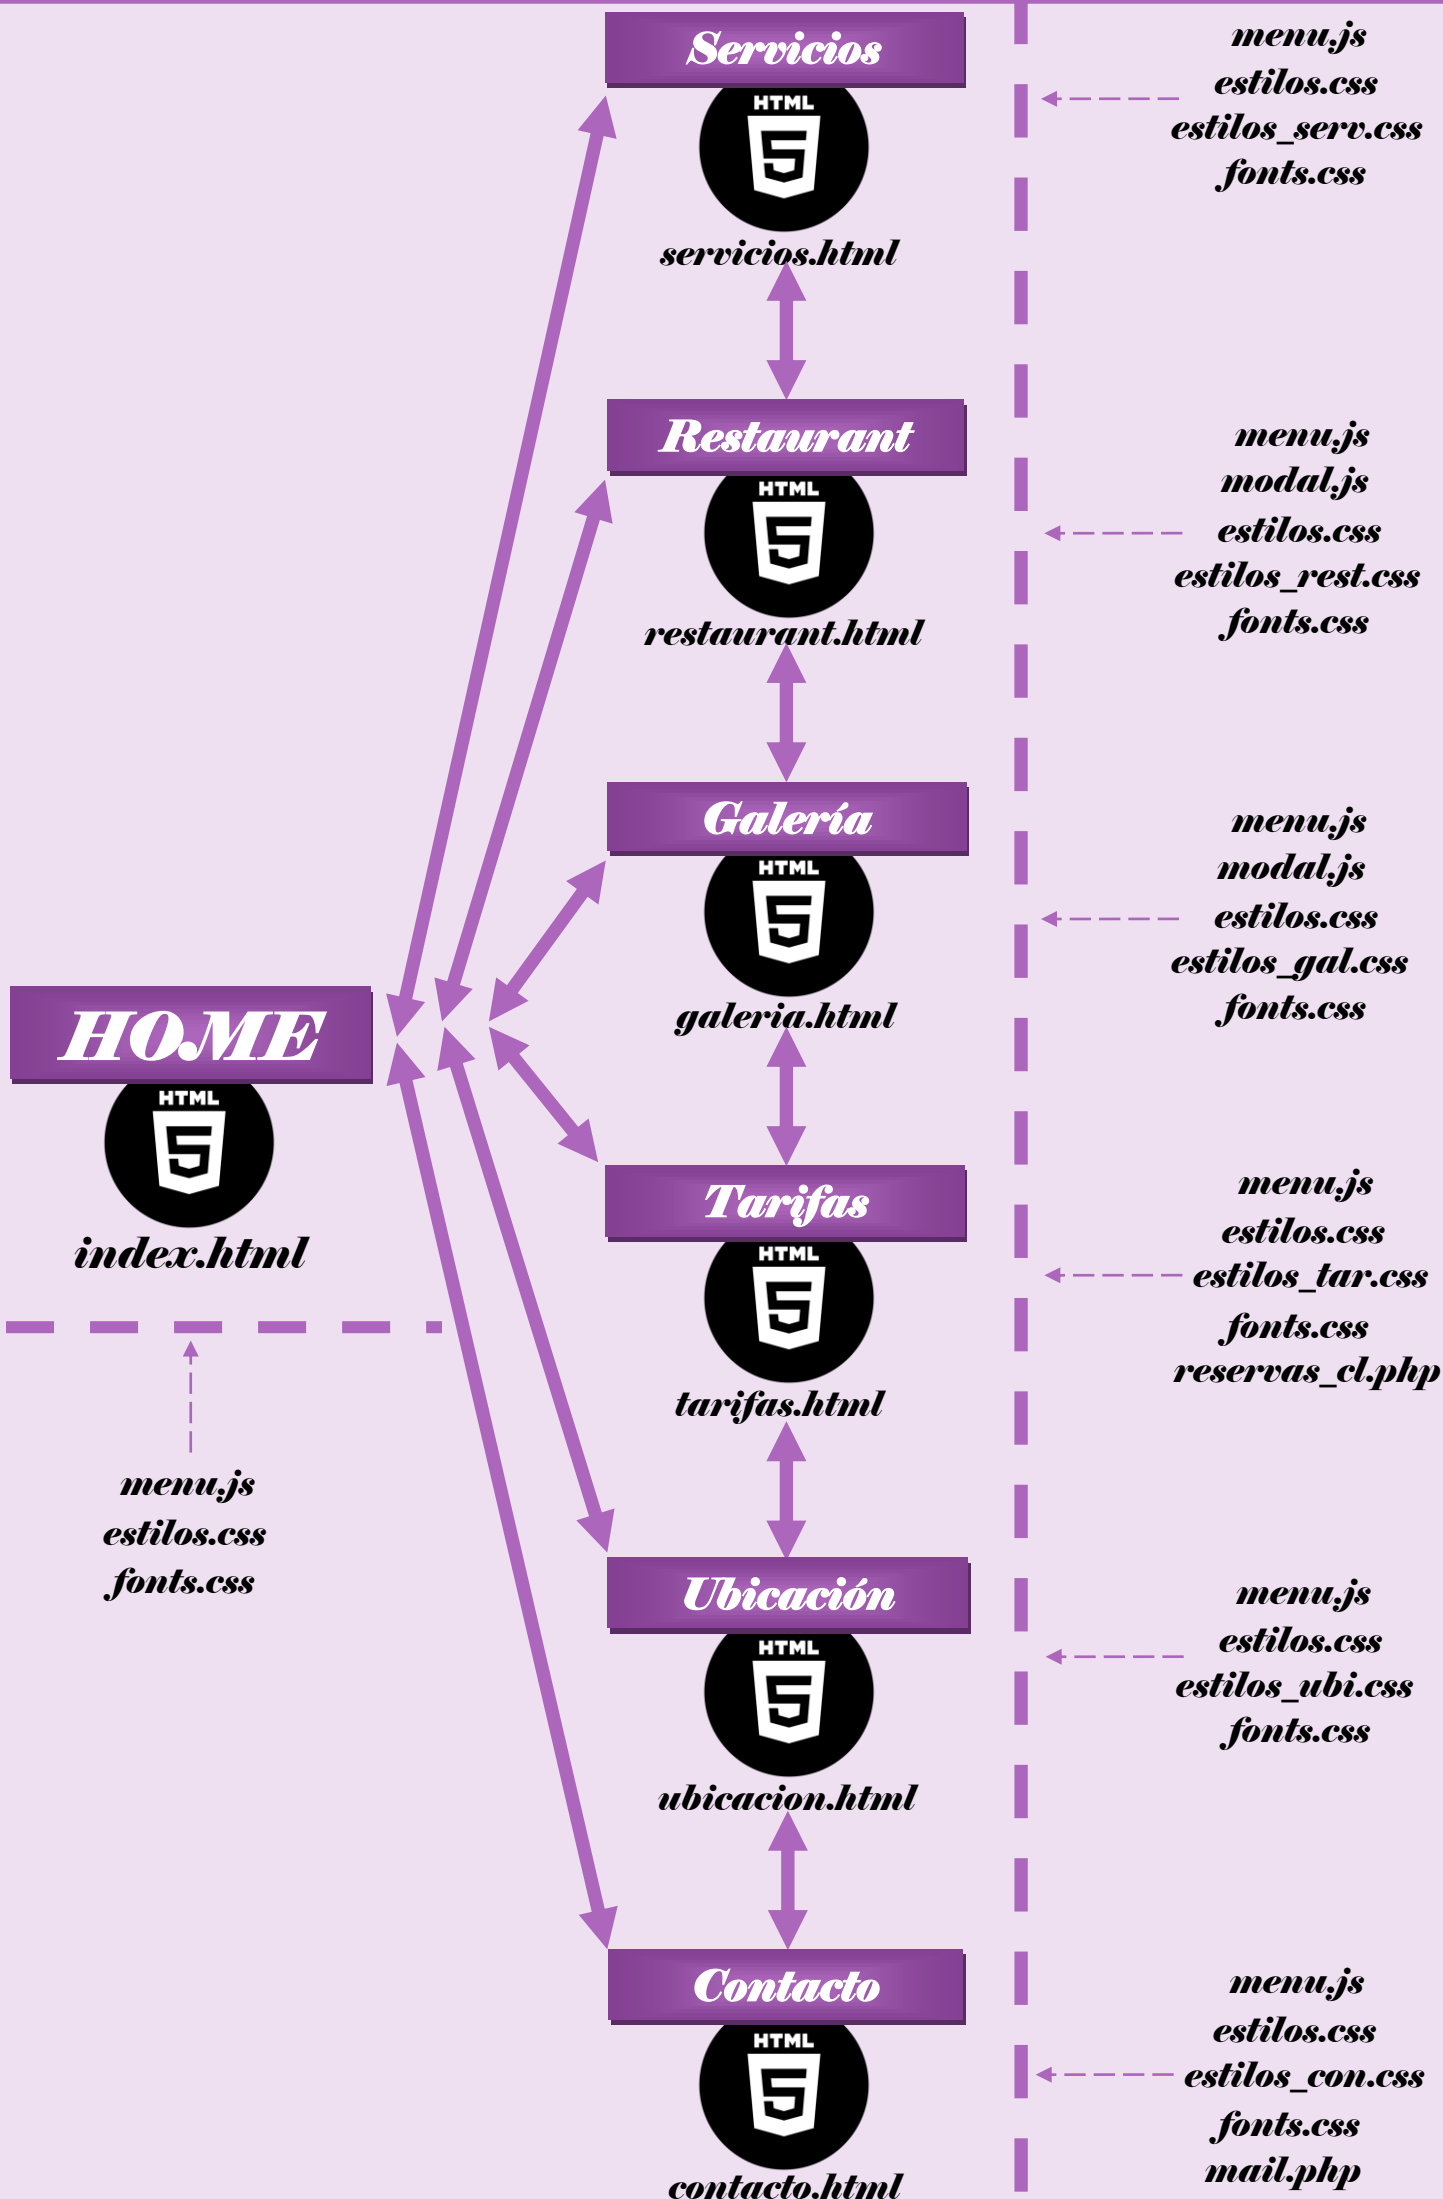 Servicios
HTML
servicios.html
menu.js
estilos.css
estilos_serv.css
fonts.css
Restaurant
HTML
restaurant.html
menu.js
modal.js
estilos.css
estilos_rest.css
fonts.css
Galería
HTML
galeria.html
menu.js
modal.js
estilos.css
estilos_gal.css
fonts.css
HOME
HTML
index.html
menu.js
estilos.css
fonts.css
Tarifas
HTML
tarifas.html
menu.js
estilos.css
estilos_tar.css
fonts.css
reservas_cl.php
Ubicación
HTML
ubicacion.html
menu.js
estilos.css
estilos_ubi.css
fonts.css
Contacto
HTML
contacto.html
menu.js
estilos.css
estilos_con.css
fonts.css
mail.php